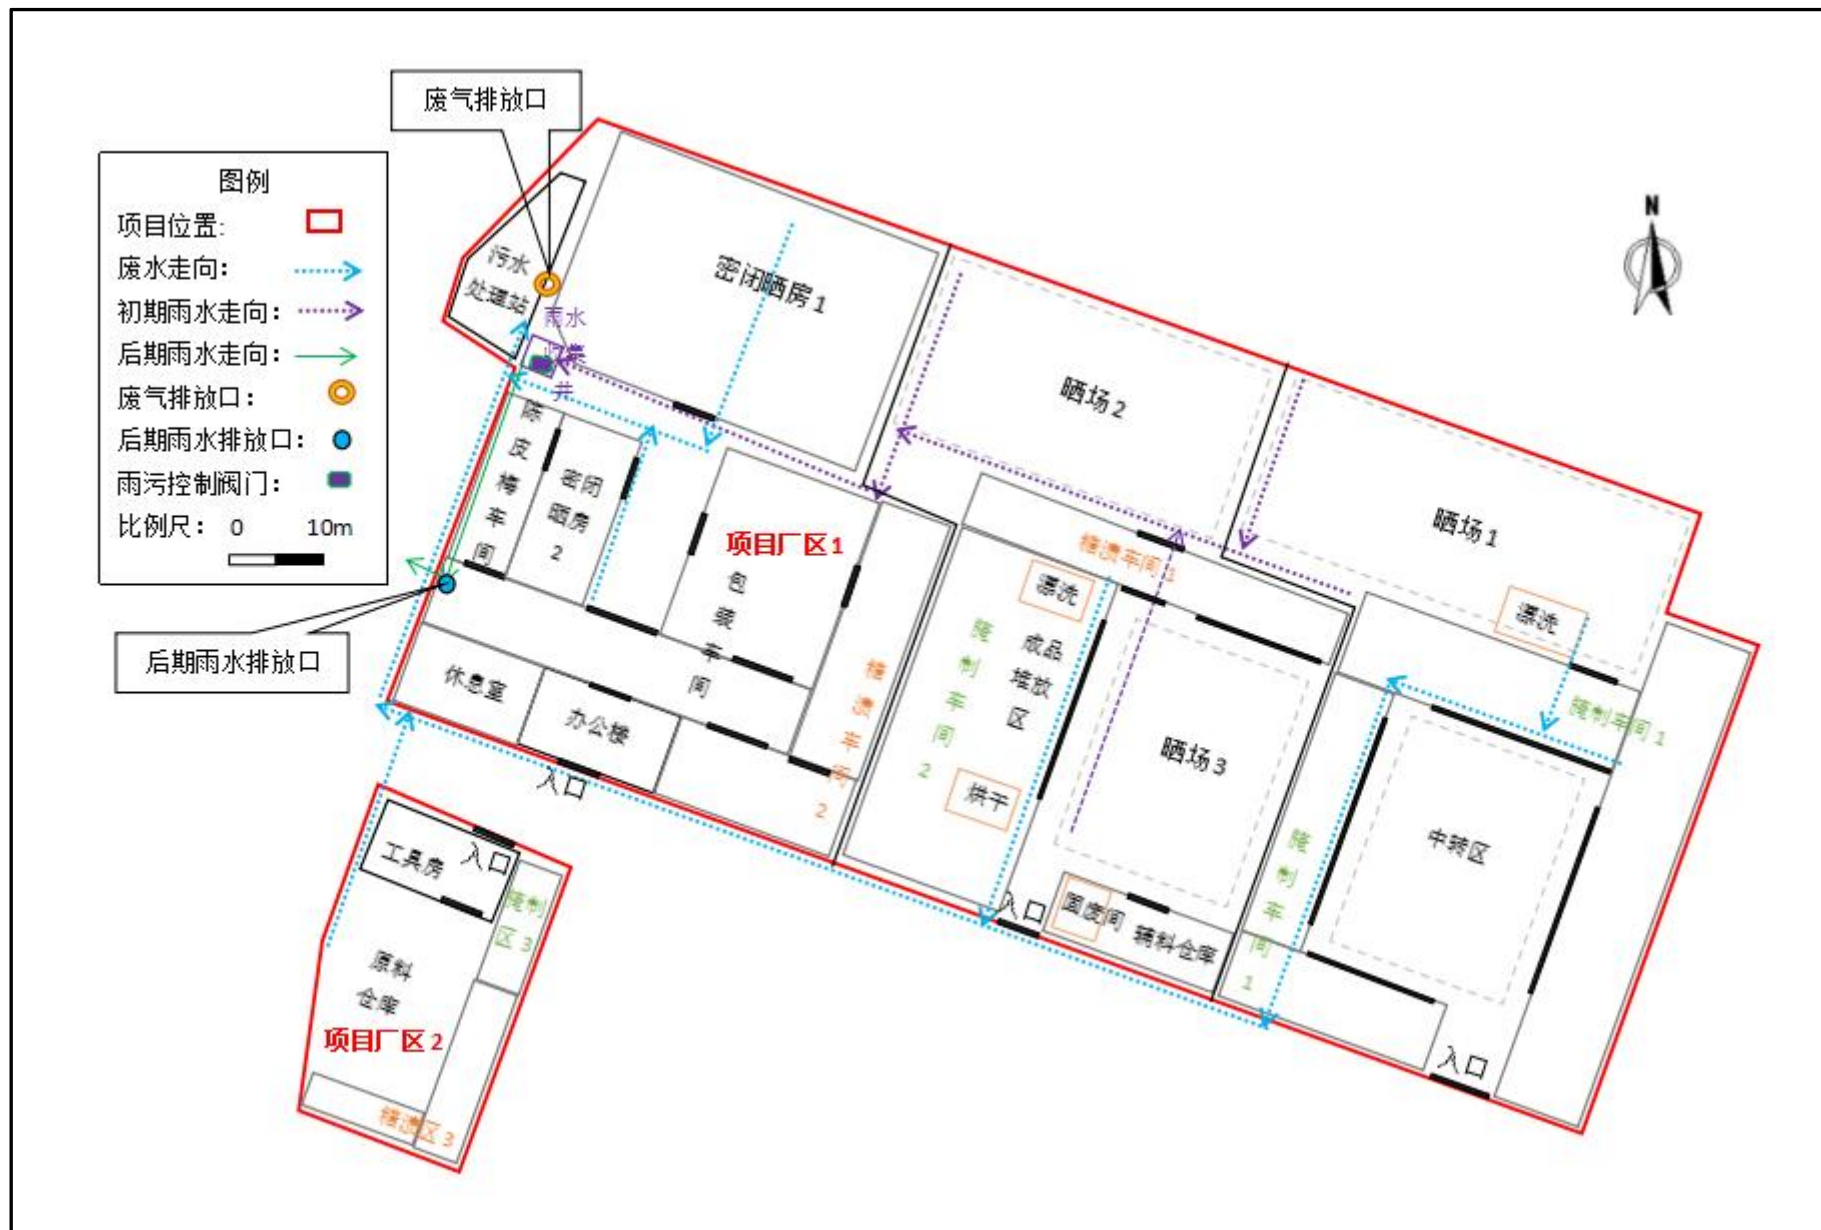 废气排放口
图例
项目位置:
废水走向：
初期雨水走向：
后期雨水走向：
废气排放口：
后期雨水排放口：
雨污控制阀门：
比例尺： 0 10m
后期雨水排放口
N
污水
处理站
雨水
井
密闭晒房1
晒场2
晒场1
陈皮梅车间
密闭
晒房
2
项目厂区1
包装车间
休息室
办公楼
入口
糖渍车间2
糖渍车间1
漂洗
腌制车间2
成品
堆放
区
烘干
晒场3
入口
固废间
辅料仓库
漂洗
腌制车间1
腌制车间1
中转区
入口
工具房
入口
腌制
区3
原料
仓库
项目厂区2
糖渍区3